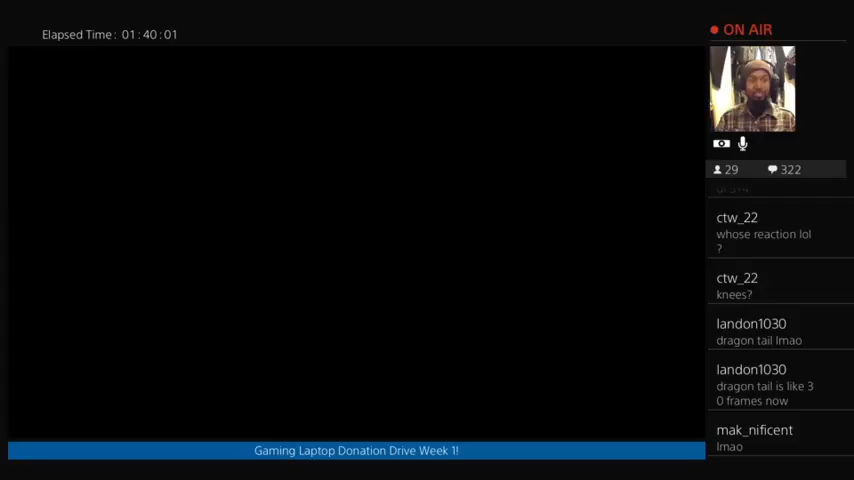 Elapsed Time: 01:40:01
ON AIR
29
322
ctw_22
whose reaction lol
?
ctw_22
knees?
landon1030
dragon tail lmao
landon1030
dragon tail is like 3
0 frames now
mak_nificent
lmao
Gaming Laptop Donation Drive Week 1!